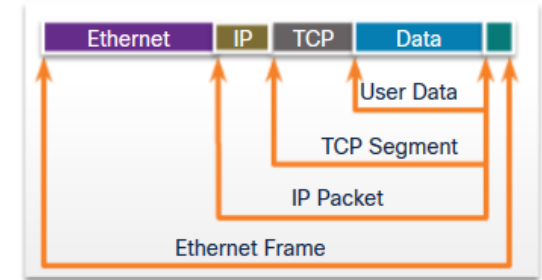 Ethernet IP TCP Data
User Data
TCP Segment
IP Packet
Ethernet Frame